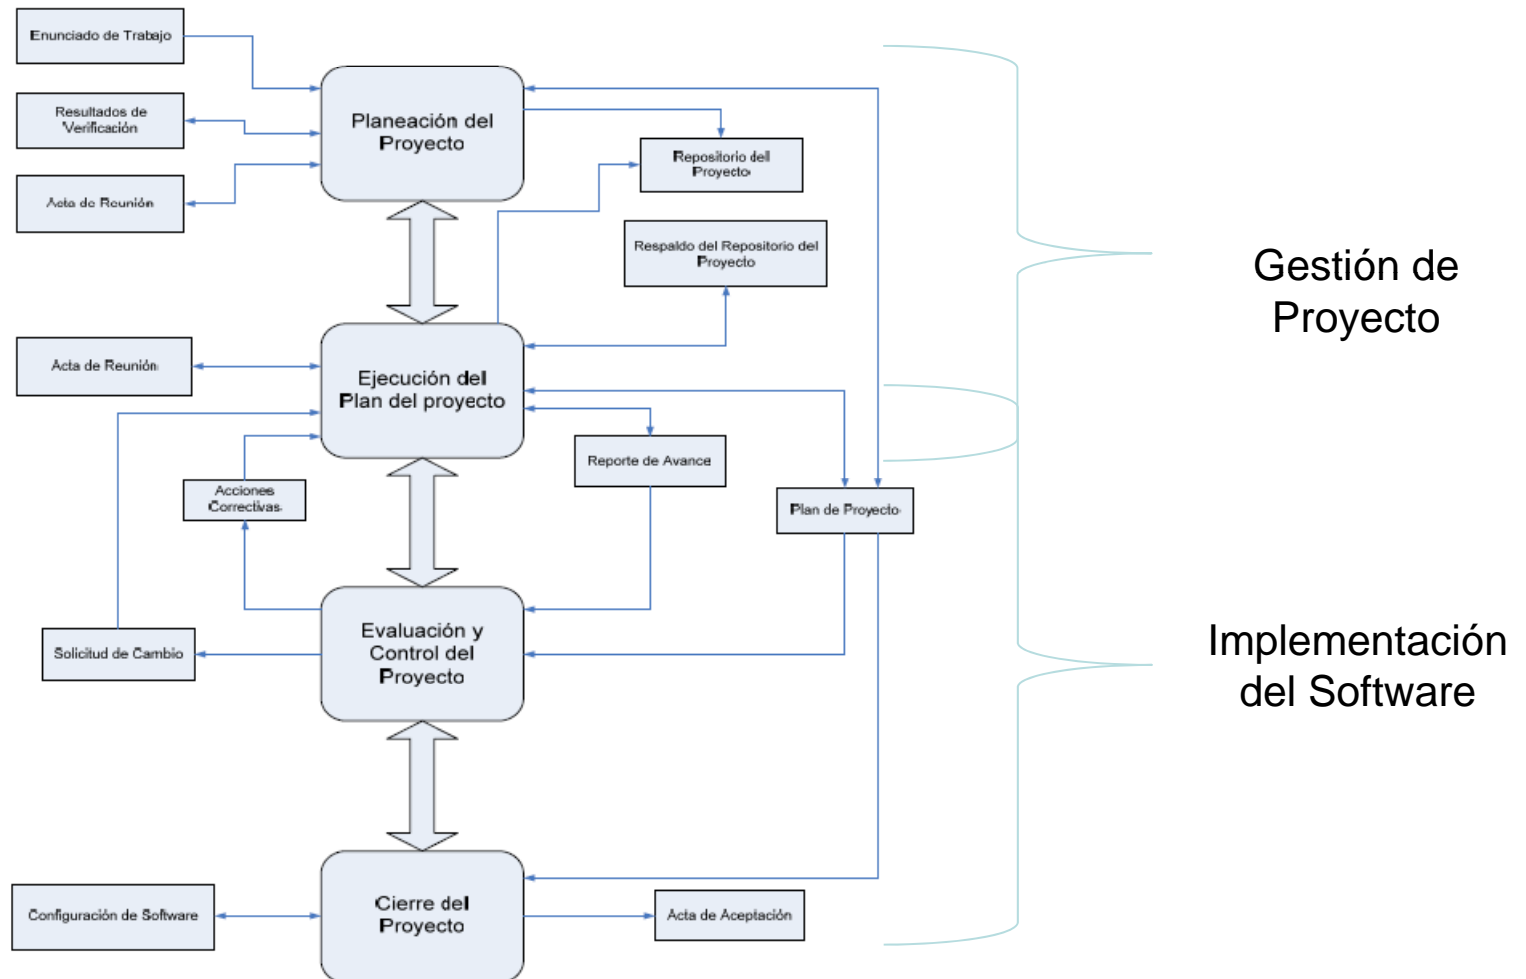 Enunciado de Trabajo
Resultados de
Verificación
Acta de Reunión
Planeación del
Proyecto
Repositorio del
Proyecto
Respaldo del Repositorio del
Proyecto
Gestión de
Proyecto
Acta de Reunión
Ejecución del
Plan del proyecto
Reporte de Avance
Acciones
Correctivas
Plan de Proyecto
Solicitud de Cambio
Evaluación y
Control del
Proyecto
Implementación
del Software
Configuración de Software
Cierre del
Proyecto
Acta de Aceptación